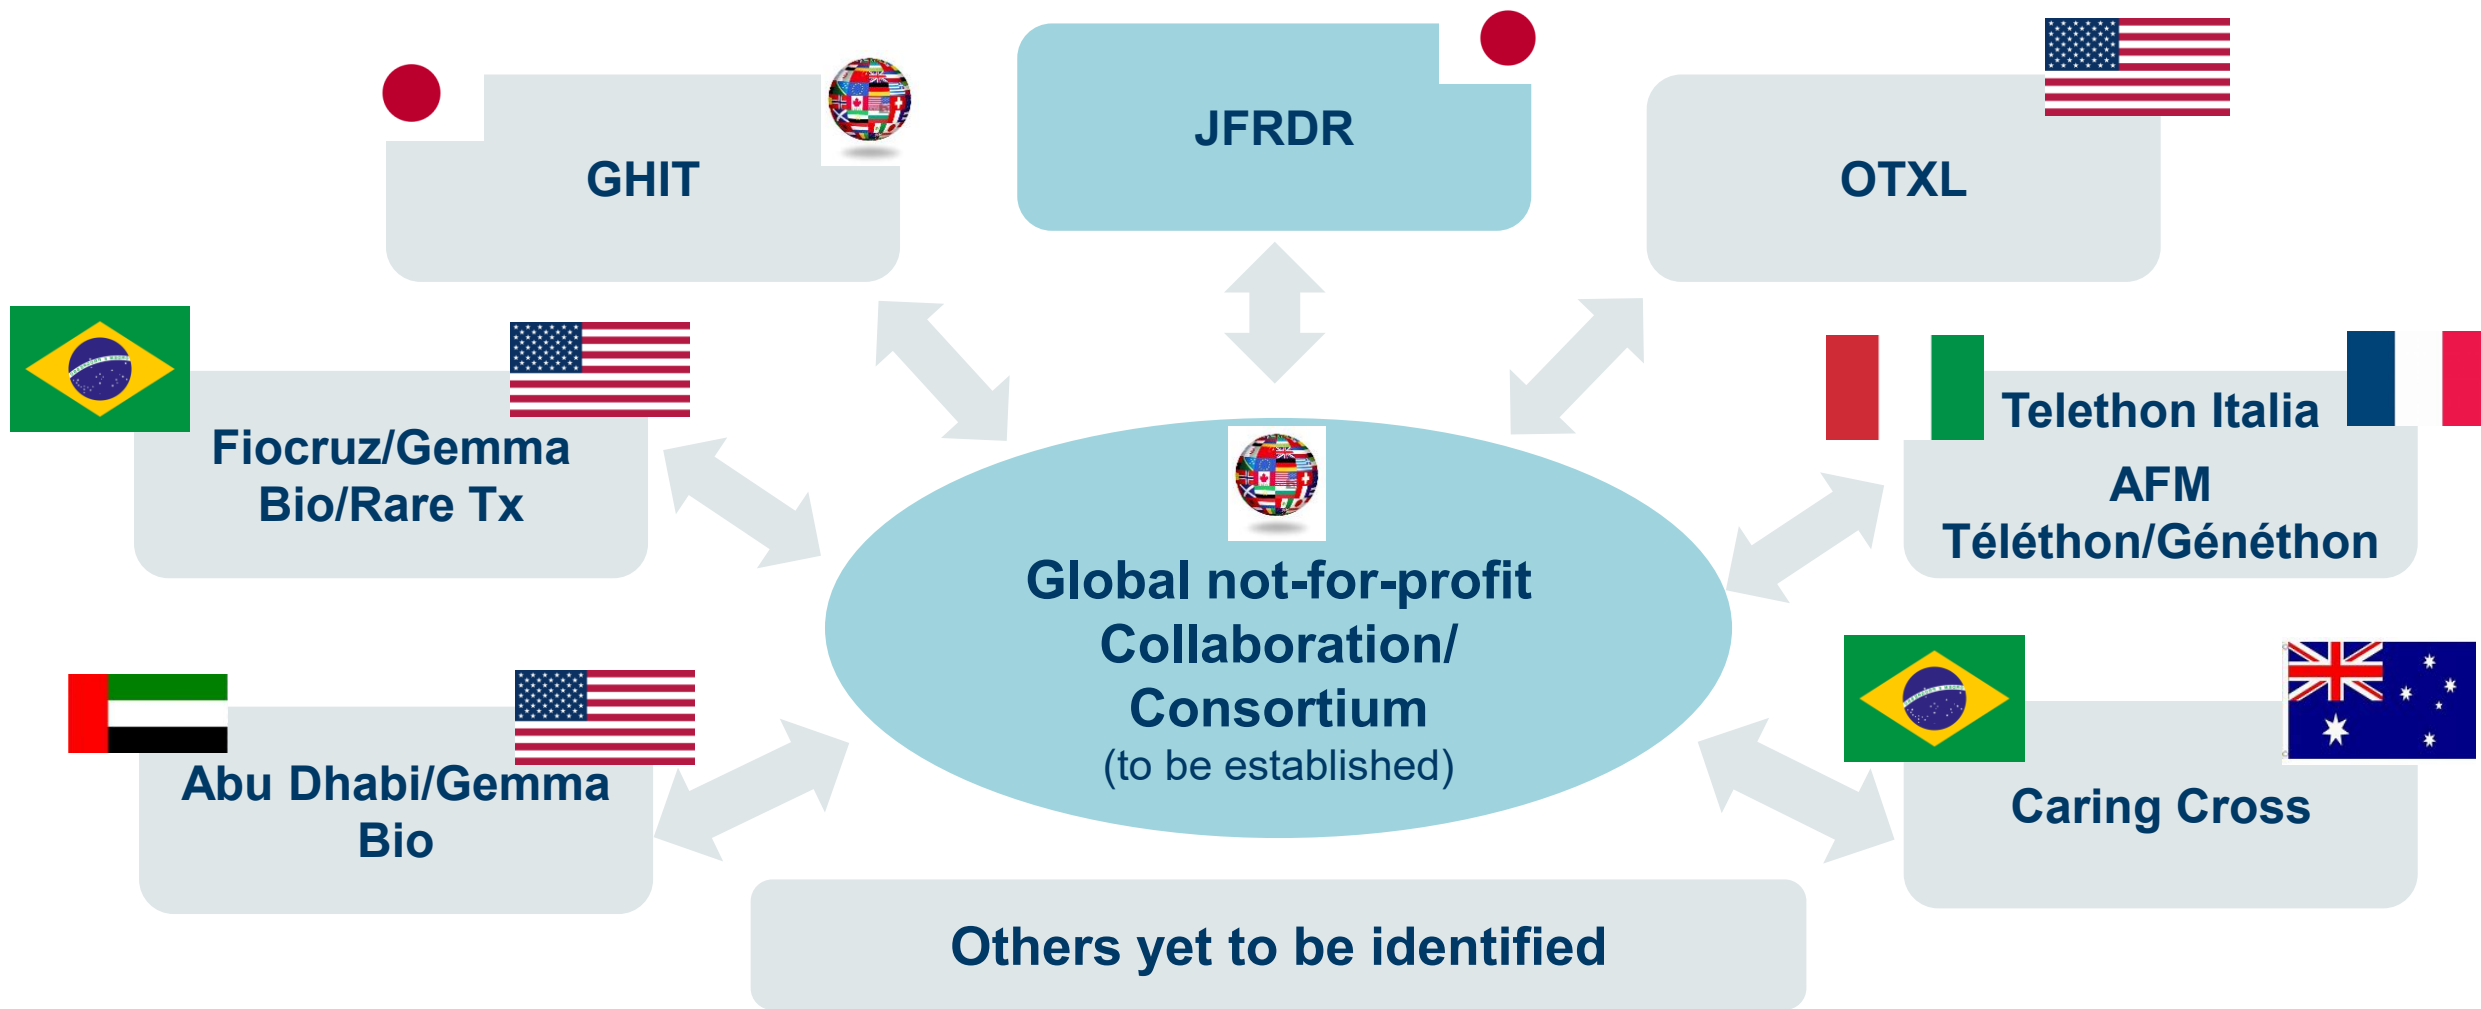 JFRDR
GHIT
OTXL
Fiocruz/Gemma
Bio/Rare Tx
Telethon Italia
AFM
Téléthon/Généthon
Global not-for-profit
Collaboration/
Consortium
(to be established)
Abu Dhabi/Gemma
Bio
Caring Cross
Others yet to be identified